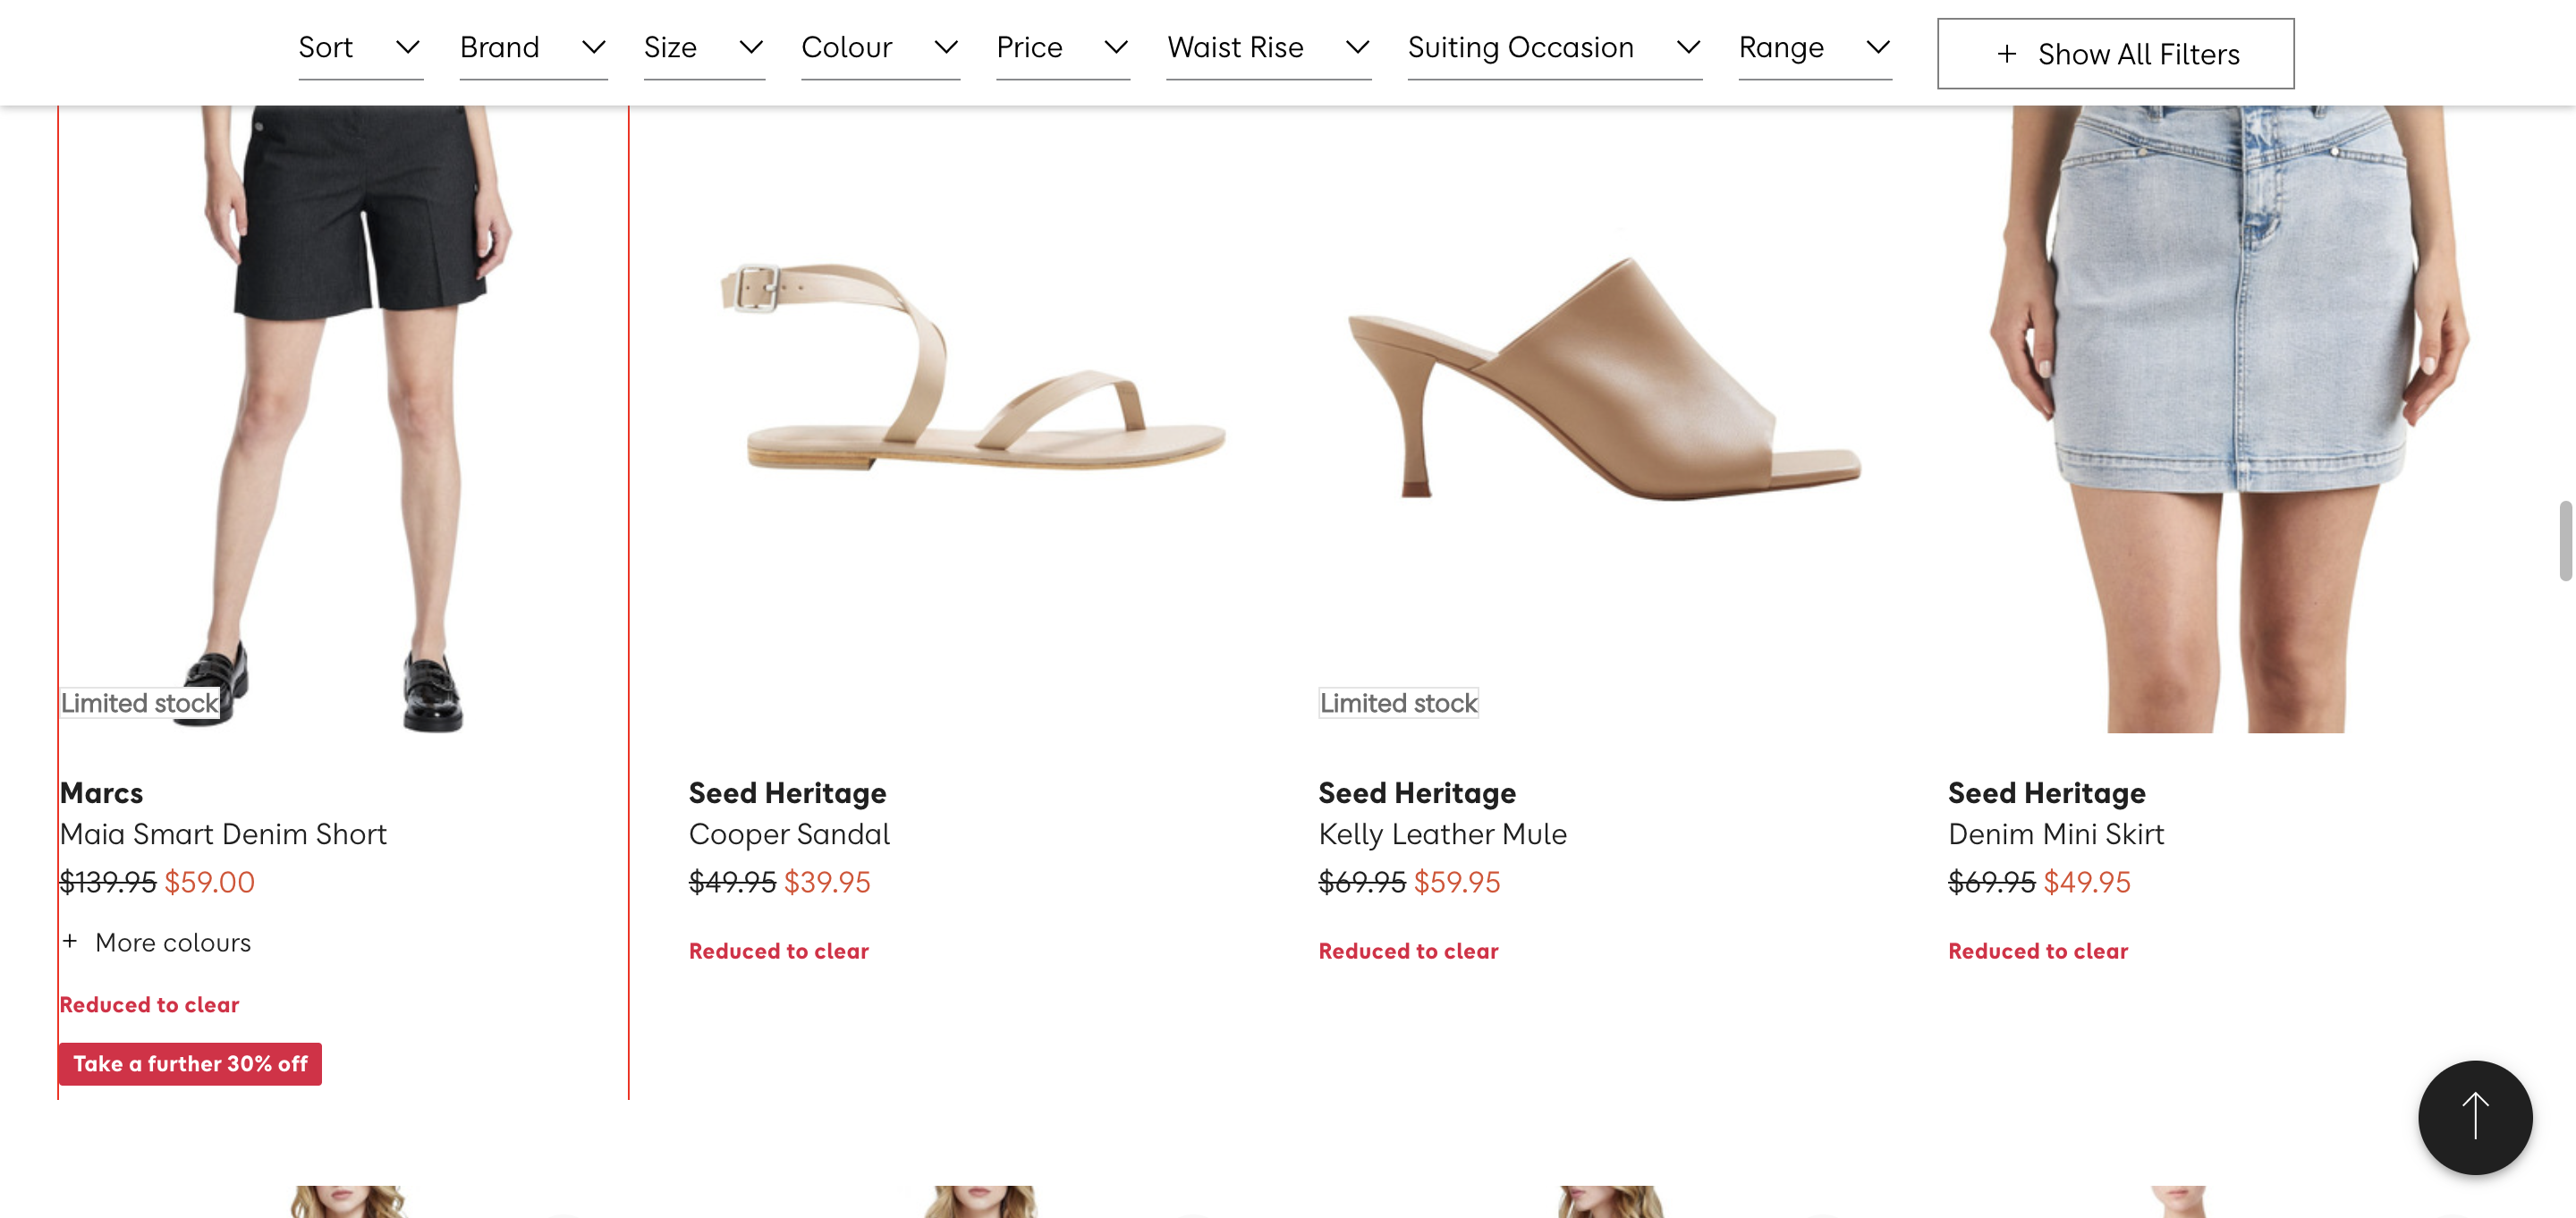 Sort
Brand
Size
Colour
Price
Waist Rise
Suiting Occasion
Range
+ Show All Filters
Limited stock
Marcs
Maia Smart Denim Short
$139.95 $59.00
+ More colours
Reduced to clear
Take a further 30% off
Seed Heritage
Cooper Sandal
$49.95 $39.95
Reduced to clear
Limited stock
Seed Heritage
Kelly Leather Mule
$69.95 $59.95
Reduced to clear
Seed Heritage
Denim Mini Skirt
$69.95 $49.95
Reduced to clear